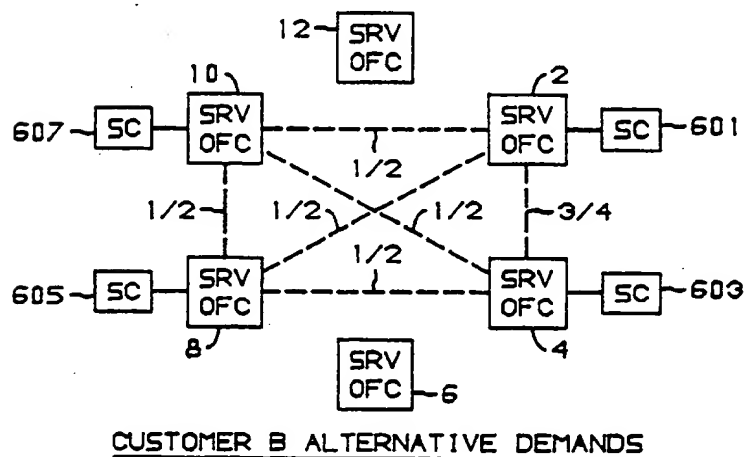 12
SRV
OFC
10
SRV
OFC
2
SRV
OFC
607
SC
SC
601
1/2
1/2
1/2
1/2
3/4
1/2
605
SC
SRV
OFC
8
SRV
OFC
4
SC
603
SRV
OFC
6
CUSTOMER B ALTERNATIVE DEMANDS